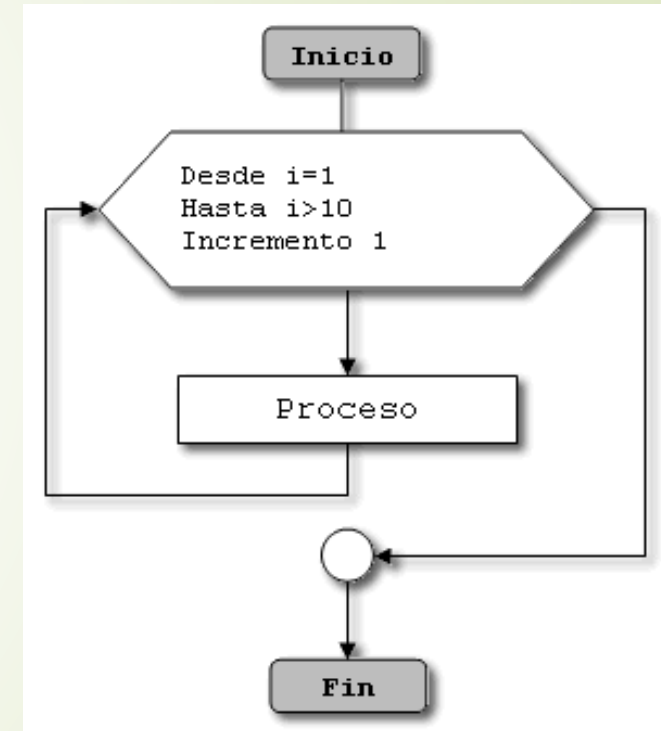 Inicio
Desde i=1
Hasta i>10
Incremento 1
Proceso
Fin